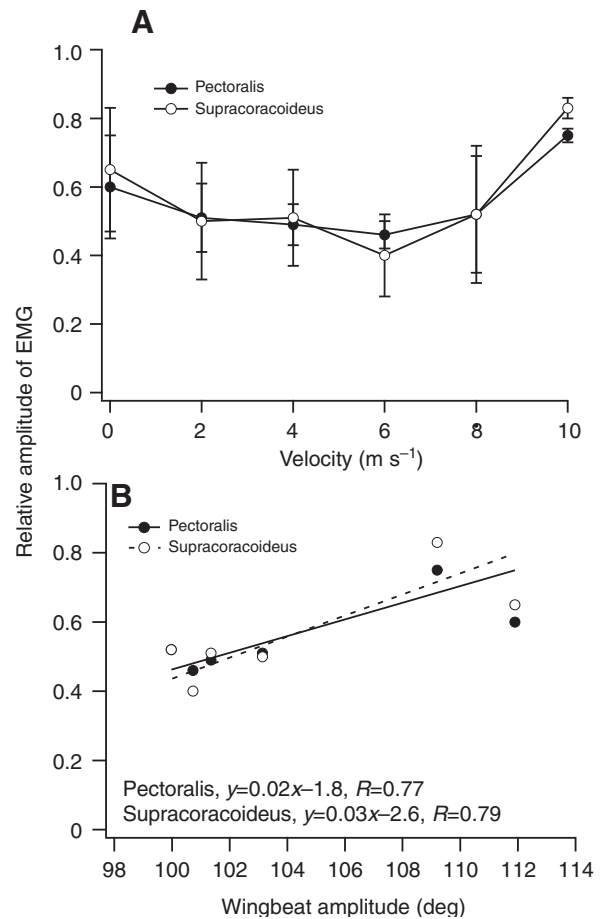 A
1.0
Pectoralis
Supracoracoideus
0.8
0.6
0.4
0.2
0
0 2 4 6 8 10
Velocity (m s–1)
Relative amplitude of EMG
B
1.0
Pectoralis
Supracoracoideus
0.8
0.6
0.4
0.2
Pectoralis, y=0.02x–1.8, R=0.77
Supracoracoideus, y=0.03x–2.6, R=0.79
0
98 100 102 104 106 108 110 112 114
Wingbeat amplitude (deg)